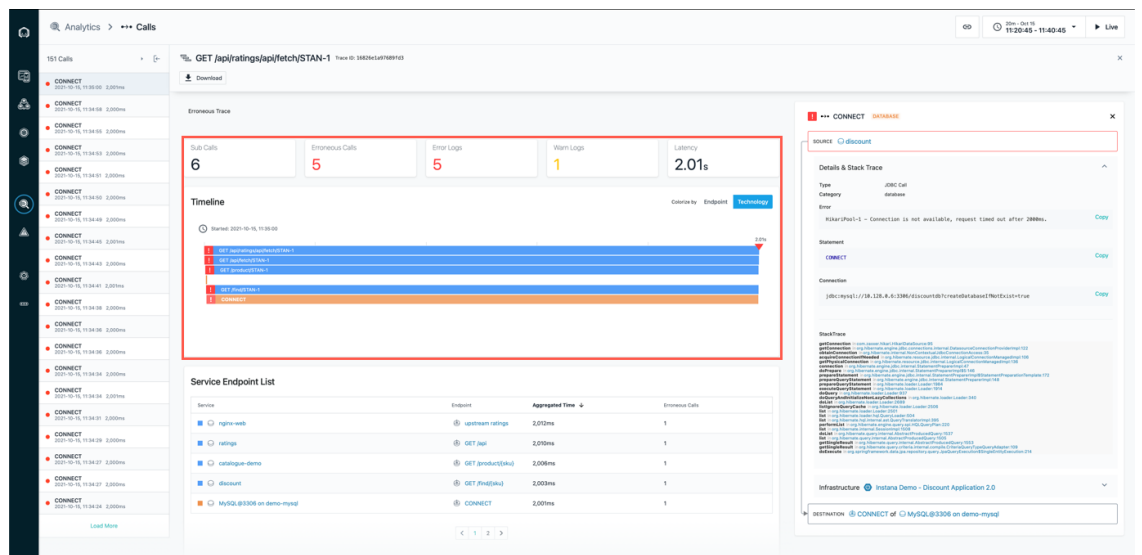 Analytics > Calls
20m - Oct 15
11:20:45 - 11:40:45
Live
151 Calls
CONNECT
2021-10-15, 11:35:00 2,001ms
CONNECT
2021-10-15, 11:34:58 2,000ms
CONNECT
2021-10-15, 11:34:55 2,000ms
CONNECT
2021-10-15, 11:34:53 2,000ms
CONNECT
2021-10-15, 11:34:51 2,000ms
CONNECT
2021-10-15, 11:34:50 2,000ms
CONNECT
2021-10-15, 11:34:49 2,000ms
CONNECT
2021-10-15, 11:34:45 2,001ms
CONNECT
2021-10-15, 11:34:43 2,000ms
CONNECT
2021-10-15, 11:34:41 2,001ms
CONNECT
2021-10-15, 11:34:38 2,000ms
CONNECT
2021-10-15, 11:34:36 2,000ms
CONNECT
2021-10-15, 11:34:36 2,000ms
CONNECT
2021-10-15, 11:34:34 2,000ms
CONNECT
2021-10-15, 11:34:34 2,001ms
CONNECT
2021-10-15, 11:34:31 2,000ms
CONNECT
2021-10-15, 11:34:29 2,000ms
CONNECT
2021-10-15, 11:34:27 2,000ms
CONNECT
2021-10-15, 11:34:27 2,000ms
CONNECT
2021-10-15, 11:34:24 2,000ms
Load More
GET /api/ratings/api/fetch/STAN-1
Download
Erroneous Trace
Sub Calls
6
Erroneous Calls
5
Error Logs
5
Warn Logs
1
Latency
2.01s
Timeline
Colorize by Endpoint Technology
Started: 2021-10-15, 11:35:00
2.01s
GET /api/ratings/api/fetch/STAN-1
GET /api/fetch/STAN-1
GET /product/STAN-1
GET /find/STAN-1
CONNECT
Service Endpoint List
Service Endpoint Aggregated Time Erroneous Calls
nginx-web upstream ratings 2,012ms 1
ratings GET /api 2,010ms 1
catalogue-demo GET /product/{sku} 2,006ms 1
discount GET /find/{sku} 2,003ms 1
MySQL@3306 on demo-mysql CONNECT 2,001ms 1
< 1 2 >
CONNECT DATABASE
SOURCE discount
Details & Stack Trace
Type JDBC Call
Category database
Error
HikariPool-1 - Connection is not available, request timed out after 2000ms.
Copy
Statement
CONNECT
Copy
Connection
jdbc:mysql://10.128.0.6:3306/discountdb?createDatabaseIfNotExist=true
Copy
StackTrace
Infrastructure Instana Demo - Discount Application 2.0
DESTINATION CONNECT of MySQL@3306 on demo-mysql